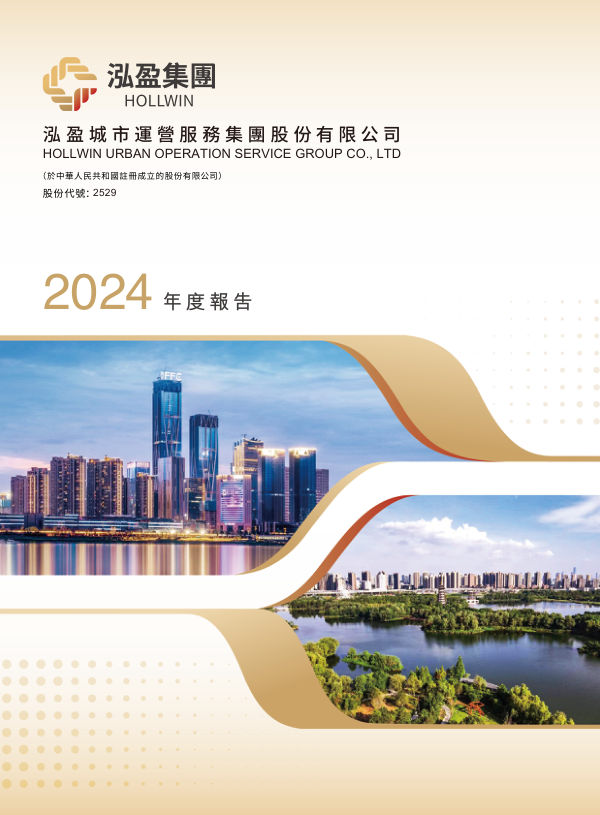 泓盈集團
HOLLWIN
泓盈城市運營服務集團股份有限公司
HOLLWIN URBAN OPERATION SERVICE GROUP CO., LTD
（於中華人民共和國註冊成立的股份有限公司）
股份代號：2529
2024 年度報告
IFFC